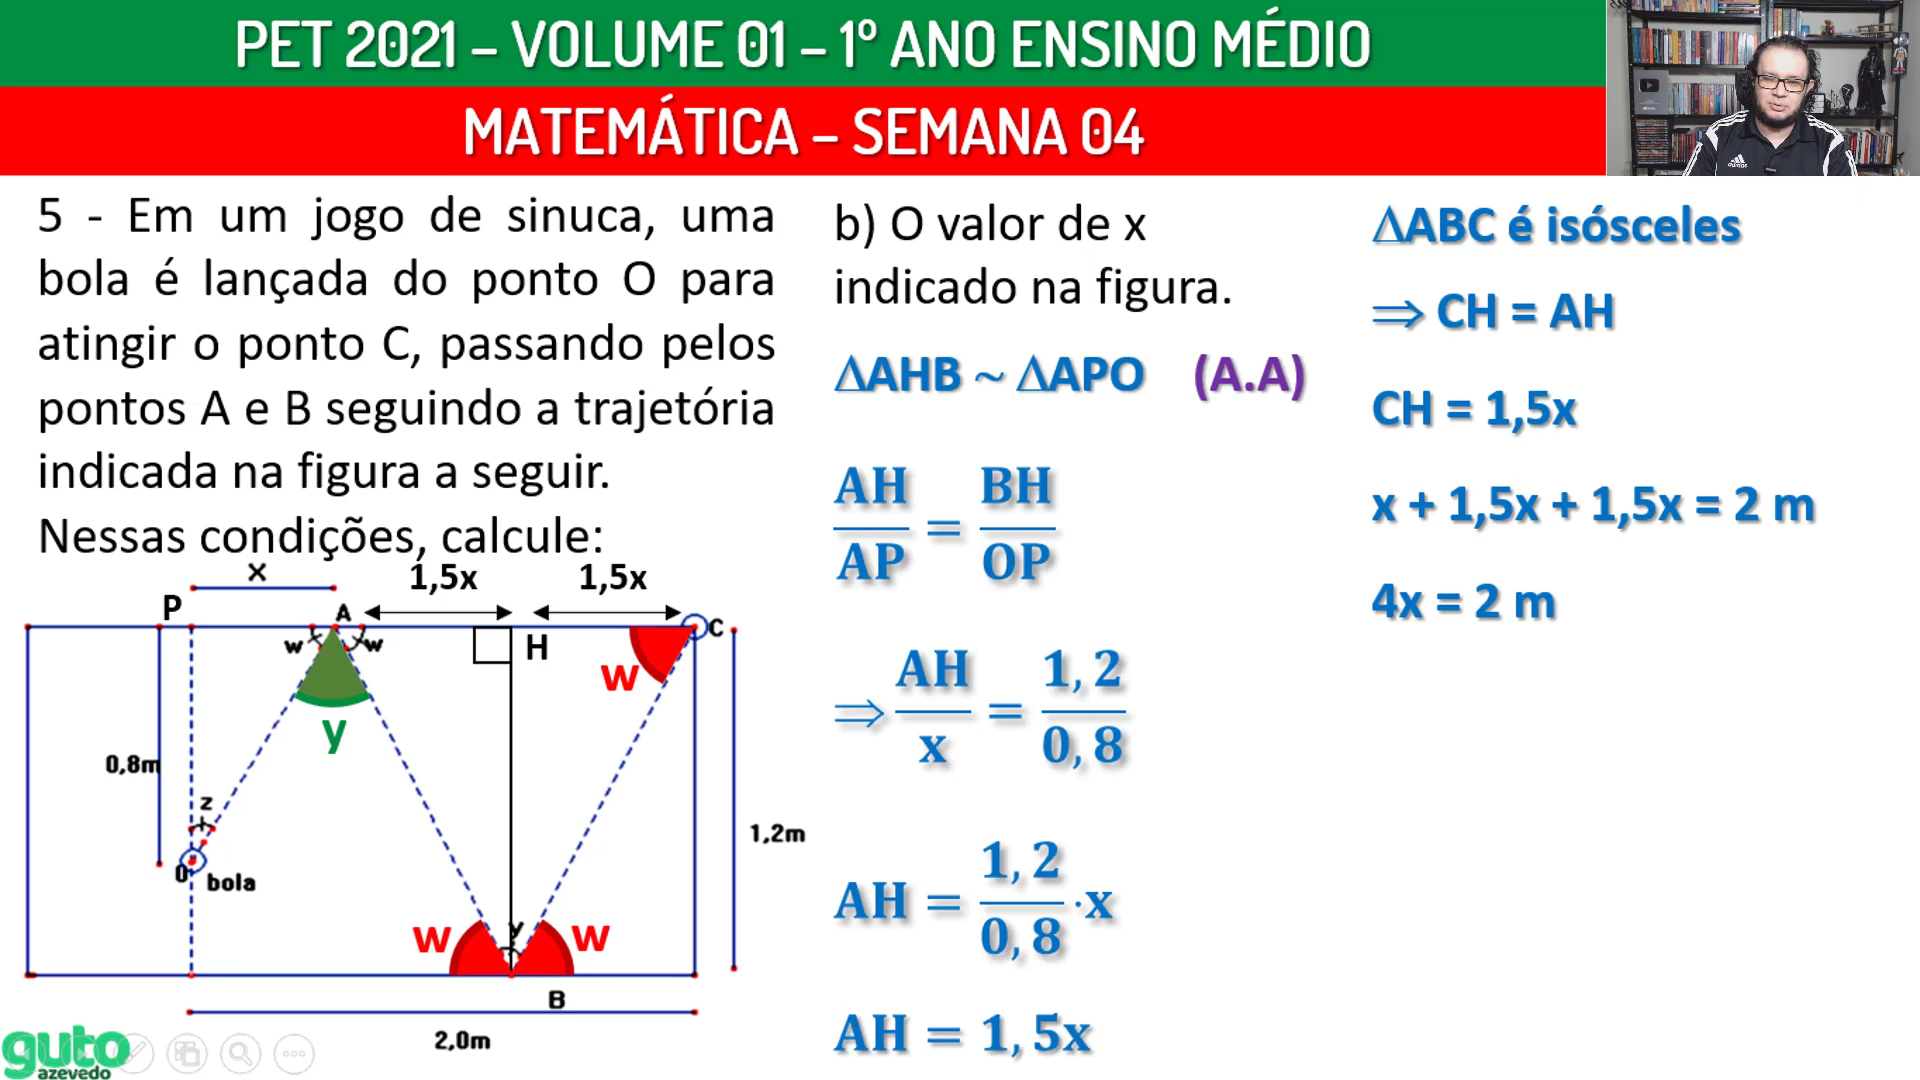 PET 2021 – VOLUME 01 – 1º ANO ENSINO MÉDIO
MATEMÁTICA – SEMANA 04
5 - Em um jogo de sinuca, uma
bola é lançada do ponto O para
atingir o ponto C, passando pelos
pontos A e B seguindo a trajetória
indicada na figura a seguir.
Nessas condições, calcule:
x
1,5x
1,5x
P
A
H
C
w
w
w
y
0,8m
z
O
bola
1,2m
w
y
w
B
2,0m
guto
azevedo
b) O valor de x
indicado na figura.
ΔAHB ~ ΔAPO (A.A)
AH/AP = BH/OP
⇒ AH/x = 1,2/0,8
AH = 1,2/0,8 · x
AH = 1,5x
ΔABC é isósceles
⇒ CH = AH
CH = 1,5x
x + 1,5x + 1,5x = 2 m
4x = 2 m